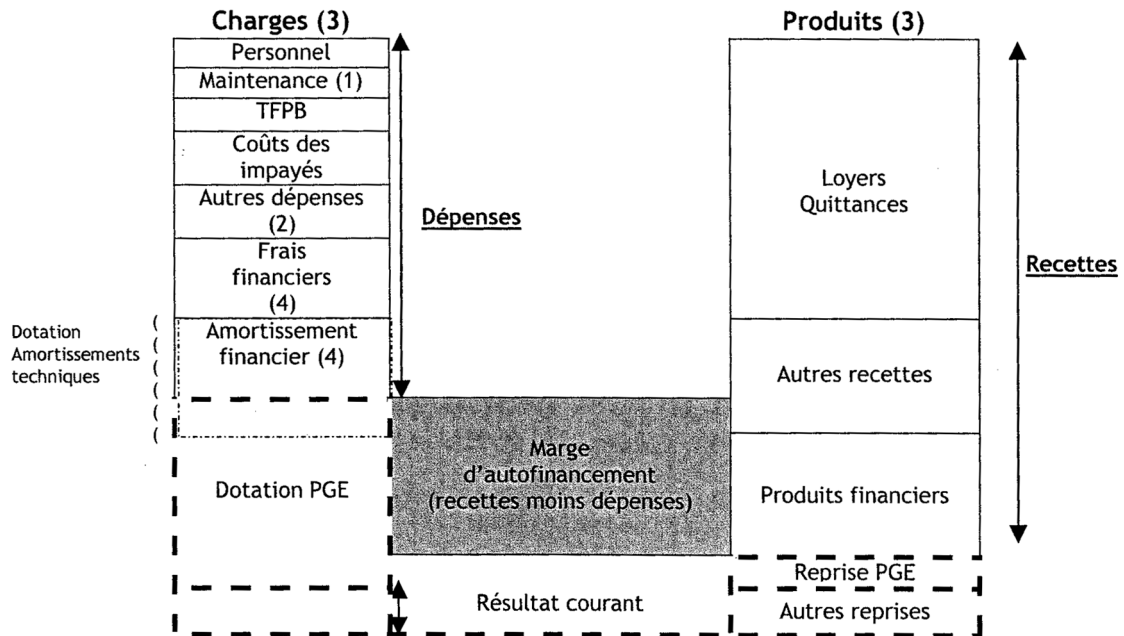 Charges (3)
Personnel
Maintenance (1)
TFPB
Coûts des
impayés
Autres dépenses
(2)
Frais
financiers
(4)
Amortissement
financier (4)
Dotation PGE
Dotation
Amortissements
techniques
Dépenses
Marge
d'autofinancement
(recettes moins dépenses)
Résultat courant
Produits (3)
Loyers
Quittances
Autres recettes
Produits financiers
Reprise PGE
Autres reprises
Recettes